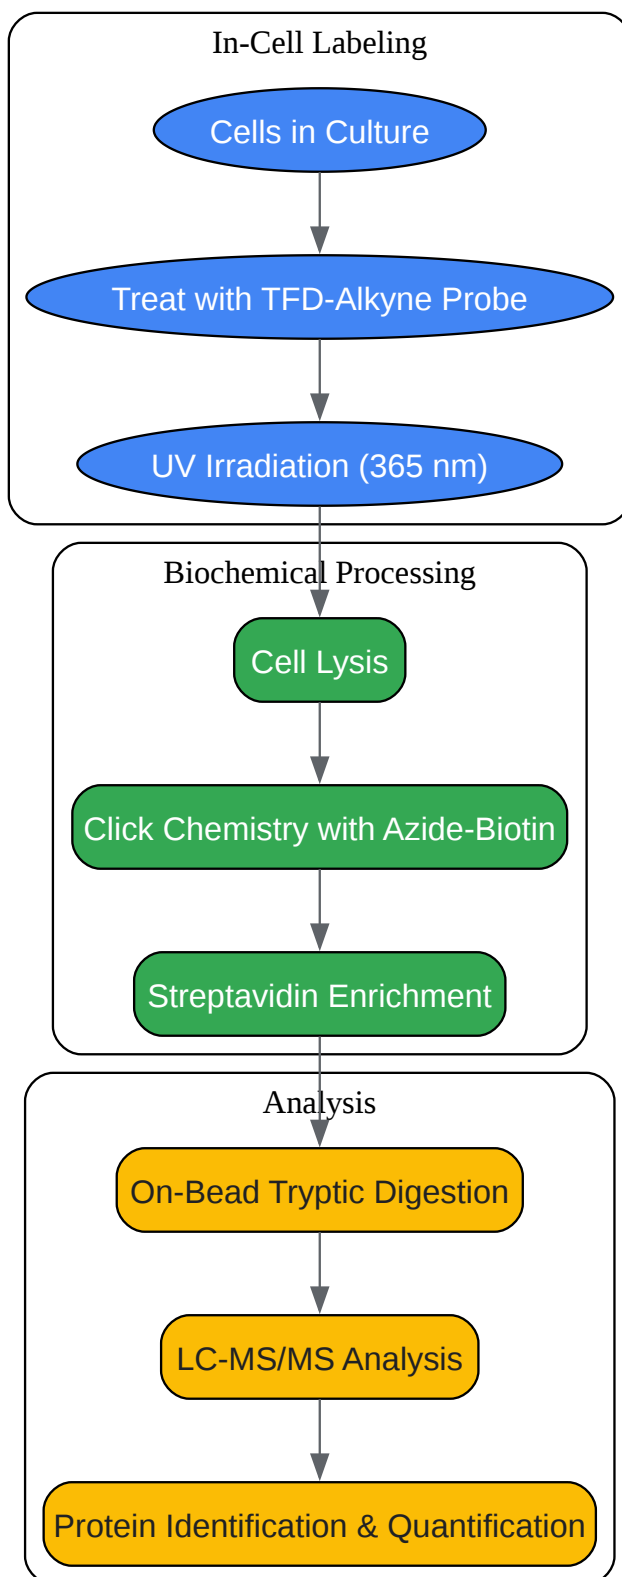 In-Cell Labeling
Cells in Culture
Treat with TFD-Alkyne Probe
UV Irradiation (365 nm)
Biochemical Processing
Cell Lysis
Click Chemistry with Azide-Biotin
Streptavidin Enrichment
Analysis
On-Bead Tryptic Digestion
LC-MS/MS Analysis
Protein Identification & Quantification